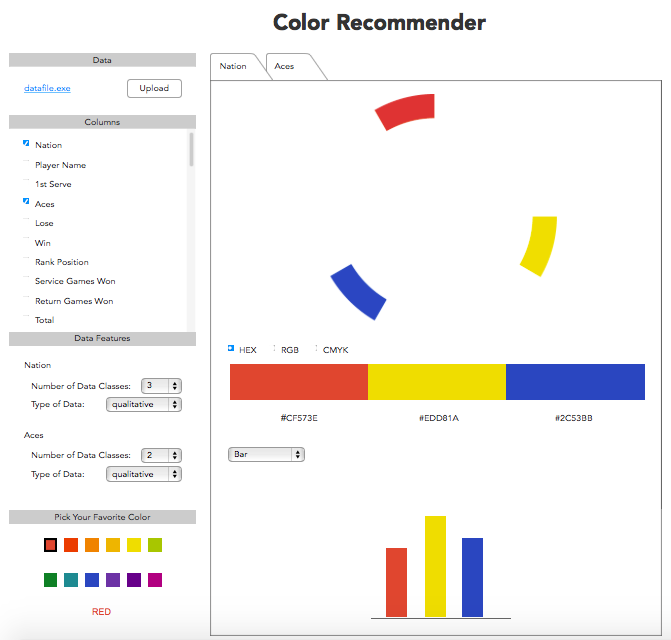 Color Recommender
Data
datafile.exe
Upload
Columns
Nation
Player Name
1st Serve
Aces
Lose
Win
Rank Position
Service Games Won
Return Games Won
Total
Data Features
Nation
Number of Data Classes: 3
Type of Data: qualitative
Aces
Number of Data Classes: 2
Type of Data: qualitative
Pick Your Favorite Color
RED
Nation Aces
HEX RGB CMYK
#CF573E #EDD81A #2C53BB
Bar